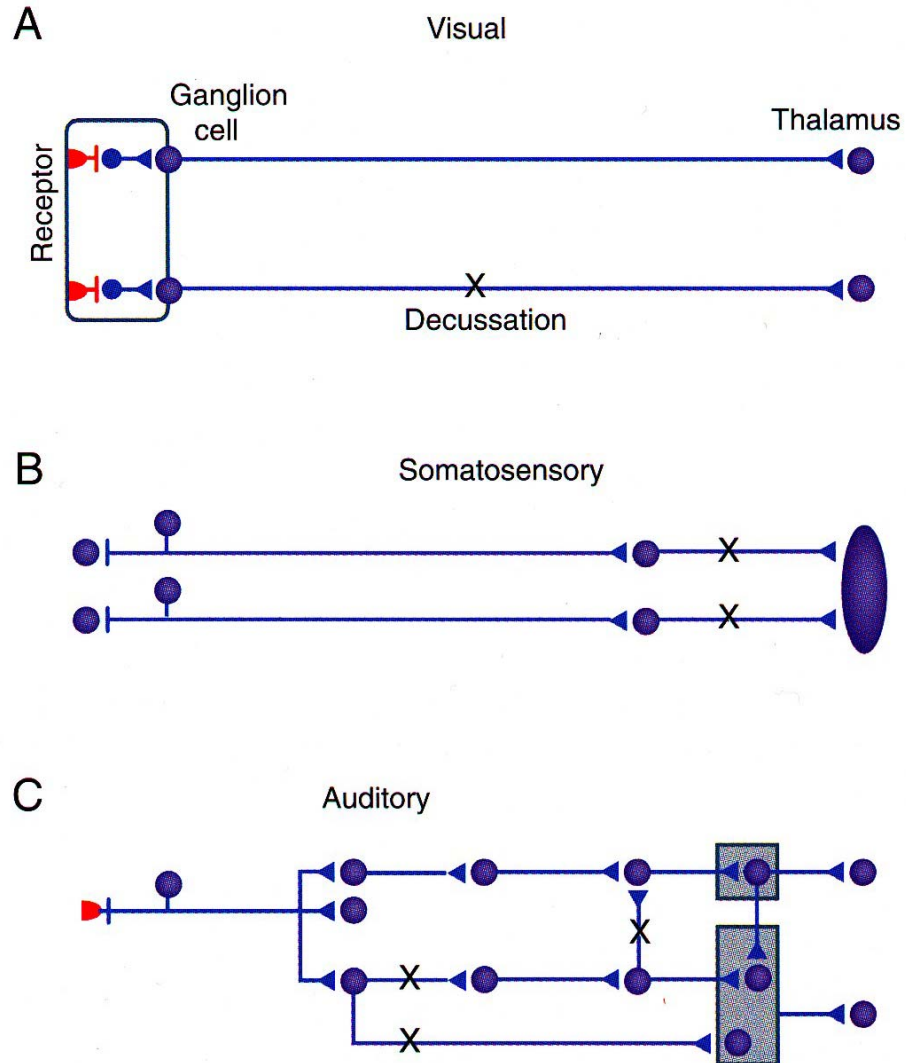 A
Visual
Ganglion
cell
Thalamus
Receptor
X
Decussation
B
Somatosensory
X
X
C
Auditory
X
X
X